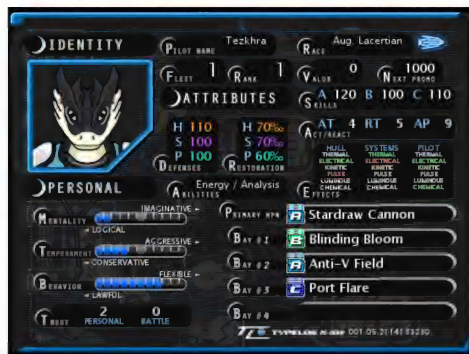 IDENTITY
PILOT NAME Tezkhra
RACE Aug. Lacertian
FLEET 1 RANK 1
VALOR 0 NEXT PROMO 1000
ATTRIBUTES
SKILLS A 120 B 100 C 110
H 110 H 70‰
S 100 S 70‰
P 100 P 60‰
DEFENSES RESTORATION
ACT/REACT AT 4 RT 5 AP 9
HULL SYSTEMS PILOT
THERMAL THERMAL THERMAL
ELECTRICAL ELECTRICAL ELECTRICAL
KINETIC KINETIC KINETIC
PULSE PULSE PULSE
LUMINOUS LUMINOUS LUMINOUS
CHEMICAL CHEMICAL CHEMICAL
EFFECTS
PERSONAL
ABILITIES Energy / Analysis
MENTALITY IMAGINATIVE
LOGICAL
TEMPERAMENT AGGRESSIVE
CONSERVATIVE
BEHAVIOR FLEXIBLE
LAWFUL
TRUST 2 PERSONAL 0 BATTLE
PRIMARY WPN A Stardraw Cannon
BAY #1 B Blinding Bloom
BAY #2 A Anti-V Field
BAY #3 C Port Flare
BAY #4